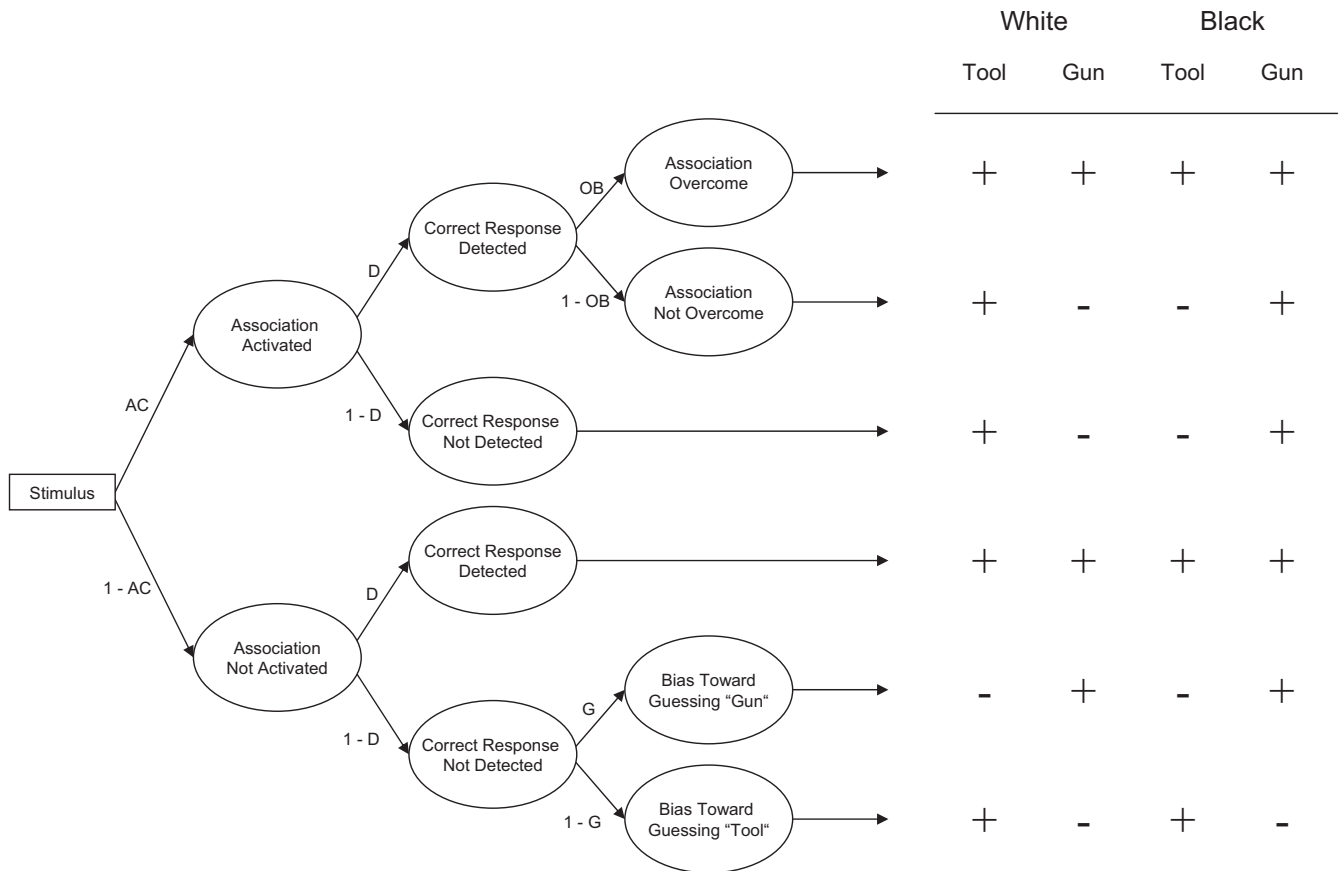 White Black
Tool Gun Tool Gun
Association
Overcome
+ + + +
OB
Correct Response
Detected
D
1 - OB
Association
Not Overcome
+ - - +
Association
Activated
AC
1 - D
Correct Response
Not Detected
+ - - +
Stimulus
Correct Response
Detected
+ + + +
1 - AC
D
Association
Not Activated
Bias Toward
Guessing “Gun“
- + - +
G
1 - D
Correct Response
Not Detected
1 - G
Bias Toward
Guessing “Tool“
+ - + -